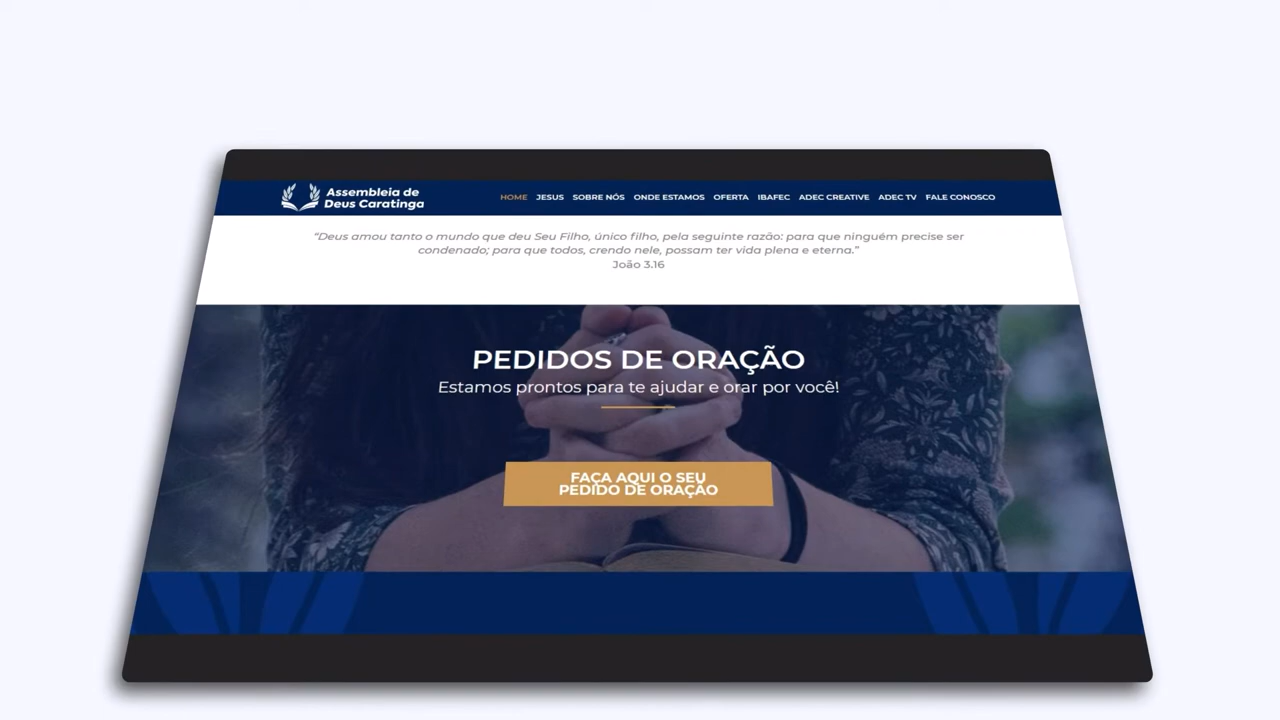 Assembleia de
Deus Caratinga
HOME JESUS SOBRE NÓS ONDE ESTAMOS OFERTA IBAFEC ADEC CREATIVE ADEC TV FALE CONOSCO
“Deus amou tanto o mundo que deu Seu Filho, único filho, pela seguinte razão: para que ninguém precise ser
condenado; para que todos, crendo nele, possam ter vida plena e eterna.”
João 3.16
PEDIDOS DE ORAÇÃO
Estamos prontos para te ajudar e orar por você!
FAÇA AQUI O SEU
PEDIDO DE ORAÇÃO